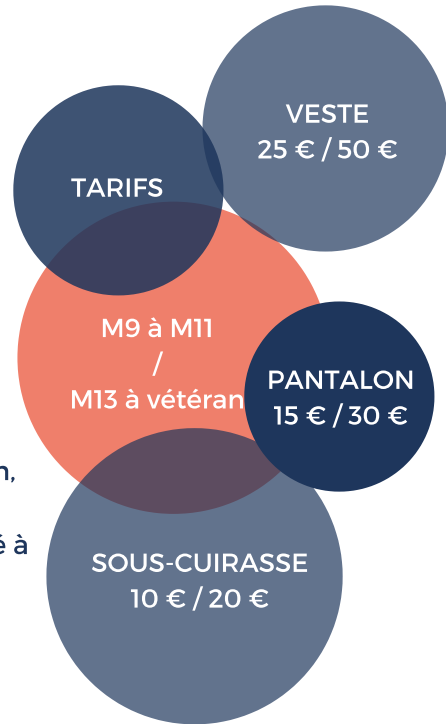 VESTE
25 € / 50 €
TARIFS
M9 à M11
/
M13 à vétéran
PANTALON
15 € / 30 €
n,
é à
SOUS-CUIRASSE
10 € / 20 €